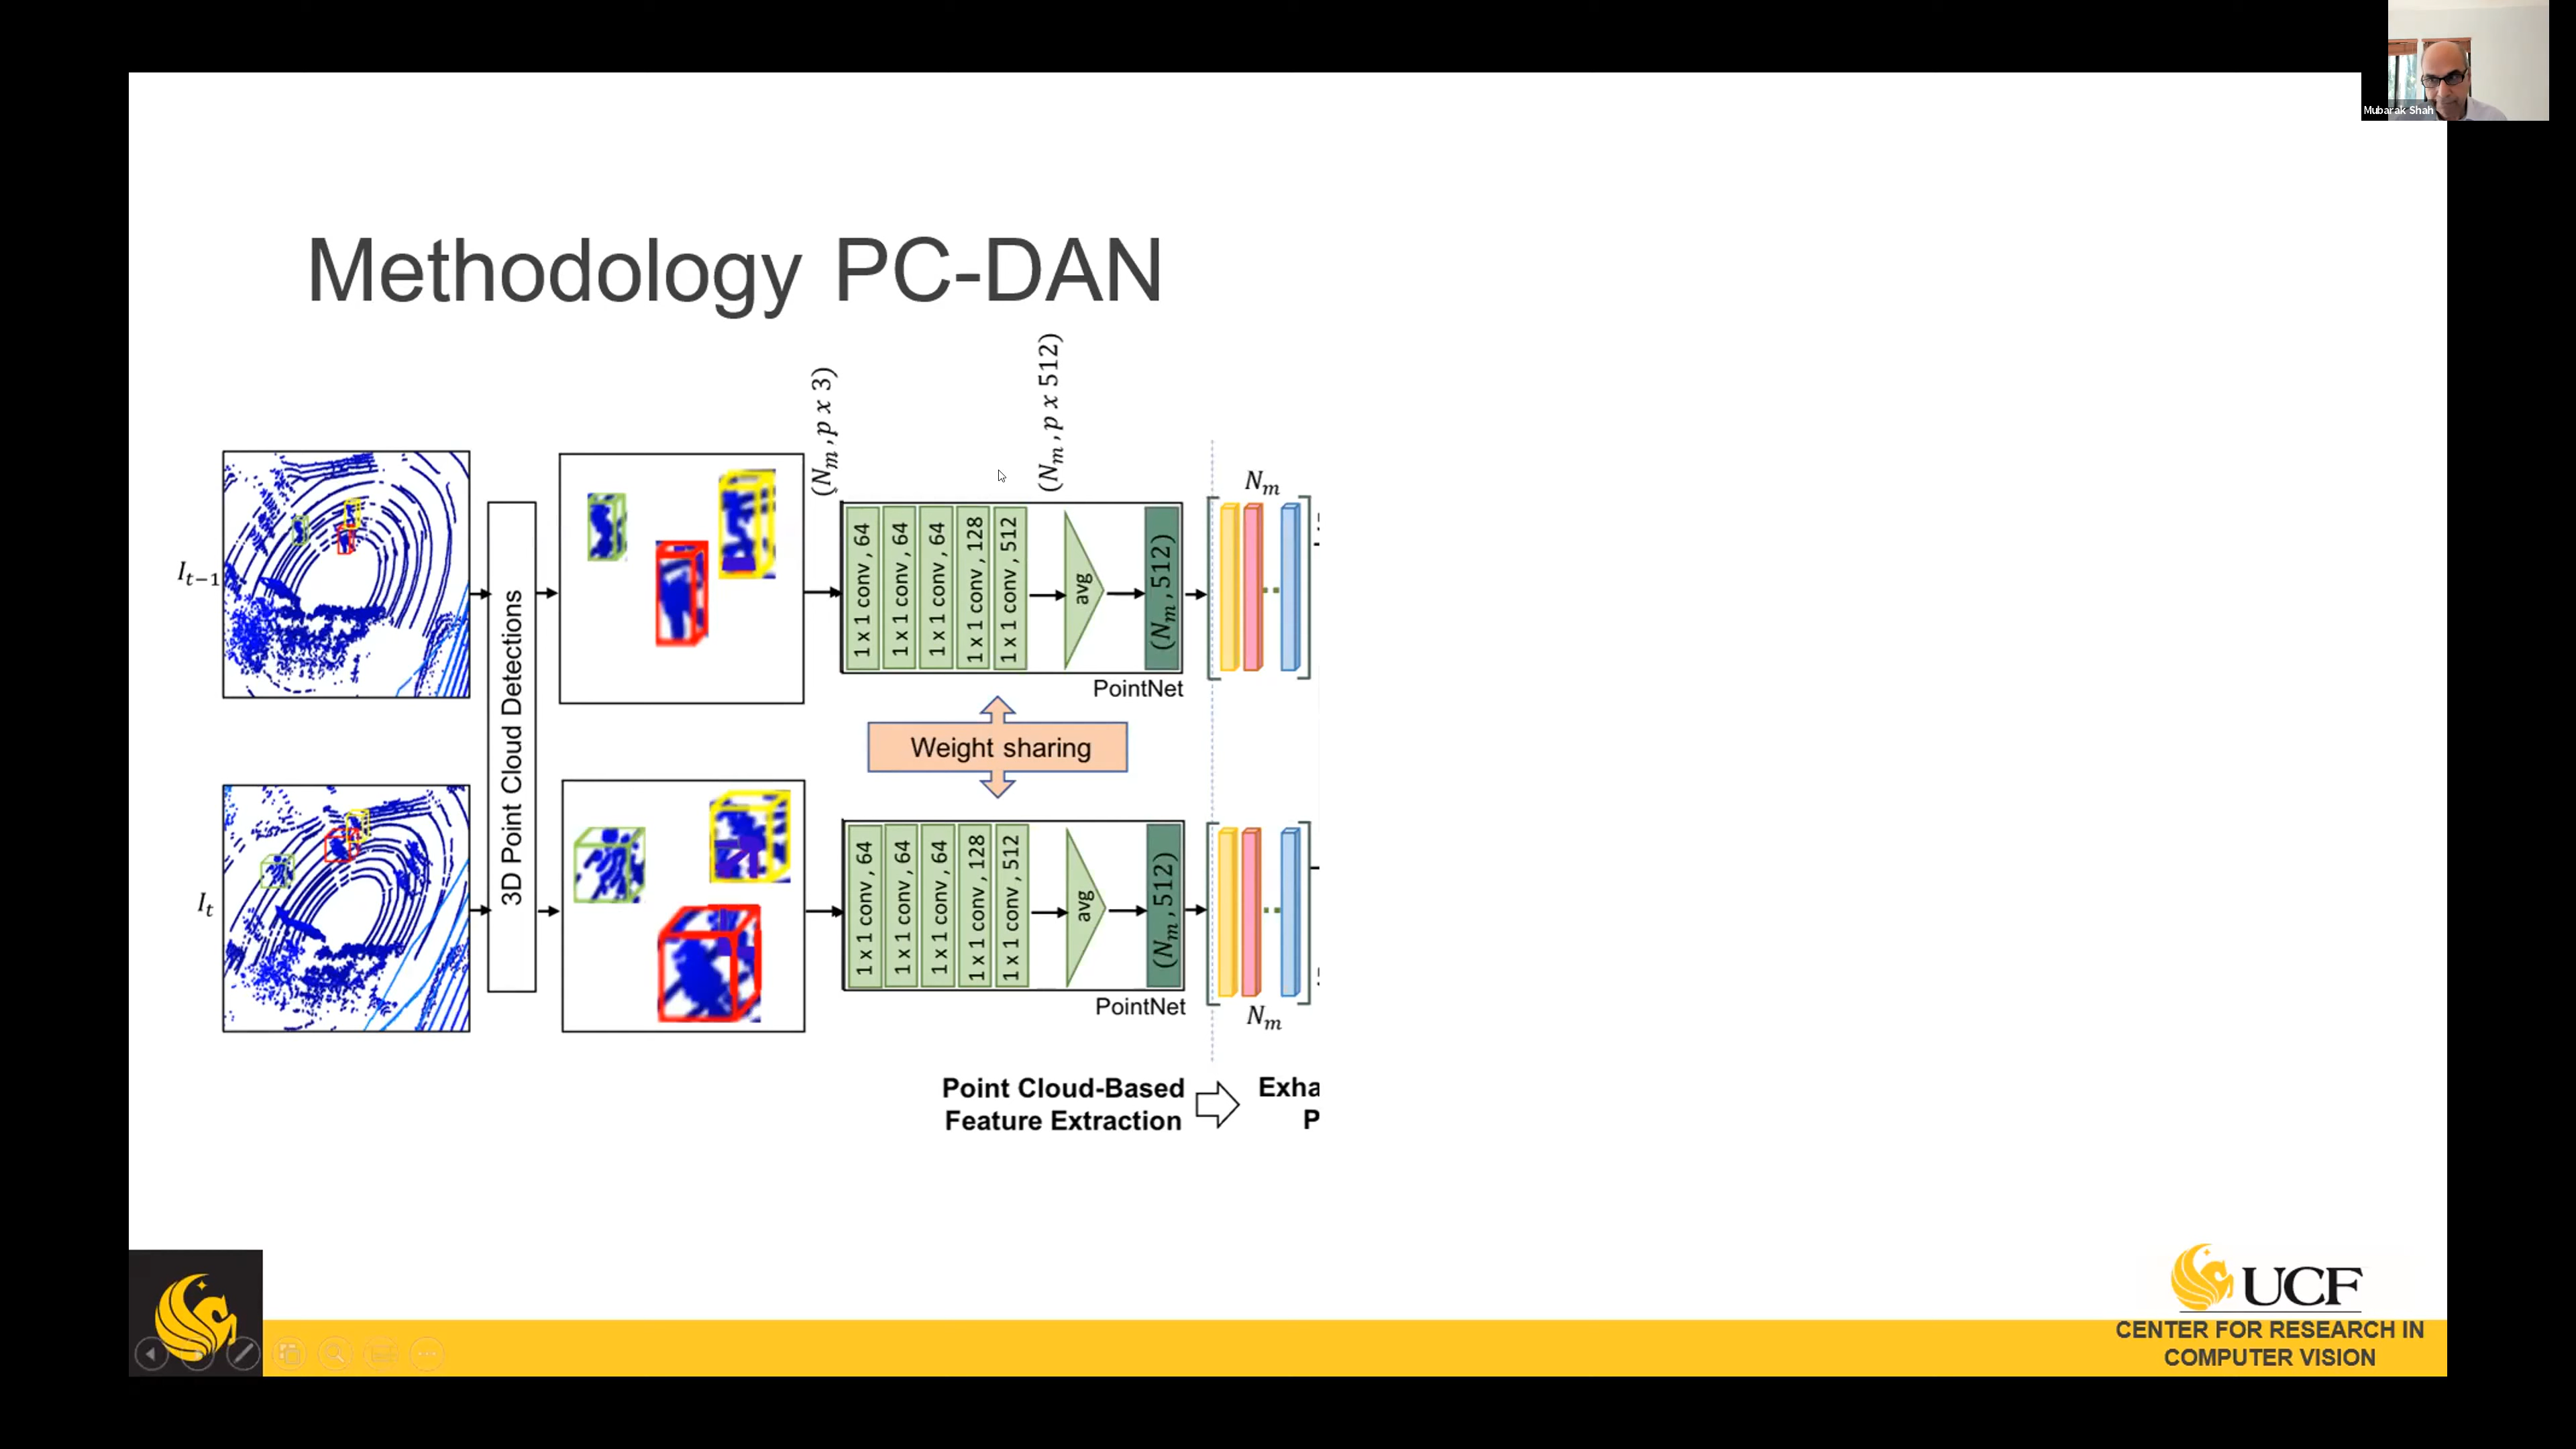 Mubarak Shah
Methodology PC-DAN
(N_m, p x 3)
(N_m, p x 512)
I_{t-1}
3D Point Cloud Detections
1 x 1 conv , 64
1 x 1 conv , 64
1 x 1 conv , 64
1 x 1 conv , 128
1 x 1 conv , 512
avg
(N_m, 512)
N_m
PointNet
Weight sharing
I_t
1 x 1 conv , 64
1 x 1 conv , 64
1 x 1 conv , 64
1 x 1 conv , 128
1 x 1 conv , 512
avg
(N_m, 512)
PointNet
N_m
Point Cloud-Based
Feature Extraction
Exha
P
UCF
CENTER FOR RESEARCH IN
COMPUTER VISION